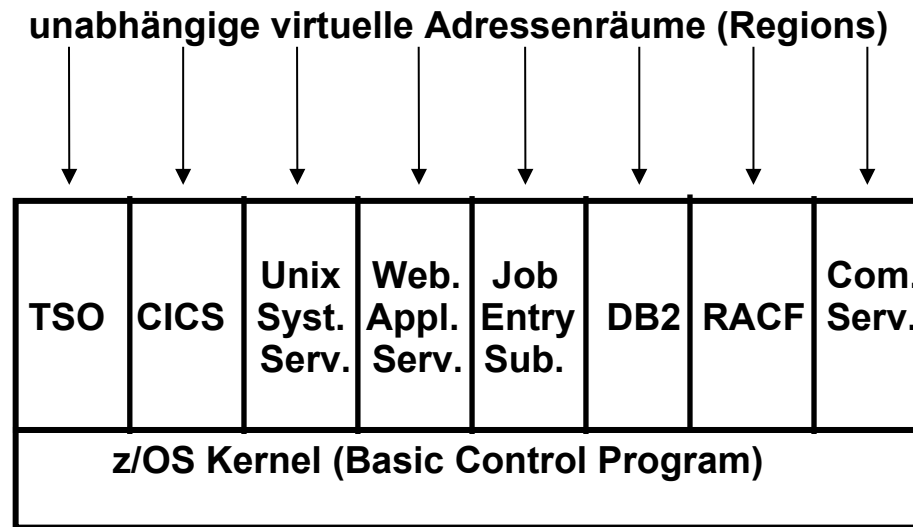 unabhängige virtuelle Adressenräume (Regions)
TSO
CICS
Unix
Syst.
Serv.
Web.
Appl.
Serv.
Job
Entry
Sub.
DB2
RACF
Com.
Serv.
z/OS Kernel (Basic Control Program)